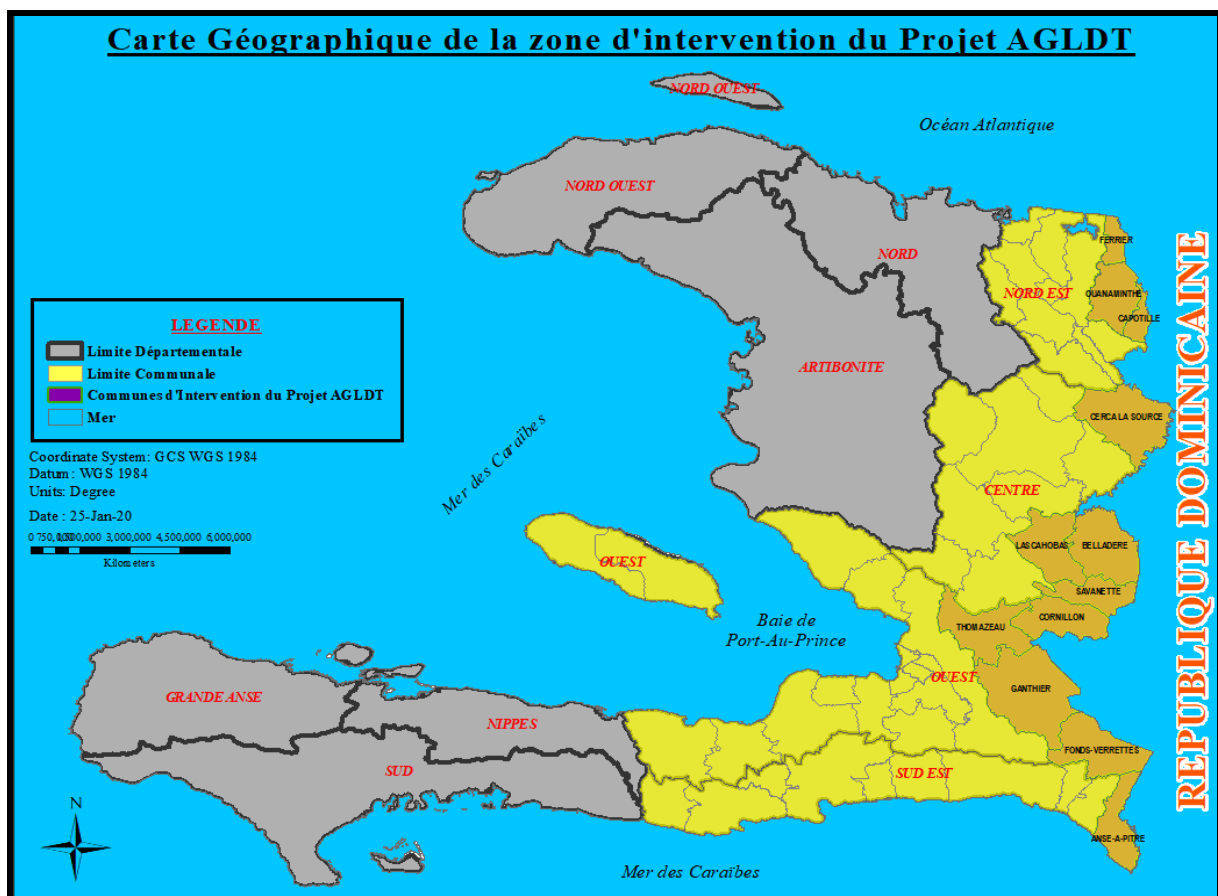 Carte Géographique de la zone d'intervention du Projet AGLDT
NORD OUEST
Océan Atlantique
NORD OUEST
NORD
FERRIER
NORD EST
OUANAMINTHE
CAPOTILLE
REPUBLIQUE DOMINICAINE
LEGENDE
Limite Départementale
Limite Communale
Communes d'Intervention du Projet AGLDT
Mer
ARTIBONITE
CERCA LA SOURCE
Coordinate System: GCS WGS 1984
Datum : WGS 1984
Units: Degree
Date : 25-Jan-20
3,000,000 4,500,000 6,000,000
Kilometers
Mer des Caraïbes
CENTRE
LASCAHOBAS
BELLADERE
OUEST
SAVANETTE
Baie de
Port-Au-Prince
THOMAZEAU
CORNILLON
OUEST
GANTHIER
GRANDE ANSE
NIPPES
FONDS-VERRETTES
SUD
SUD EST
N
ANSE-A-PITRE
Mer des Caraïbes